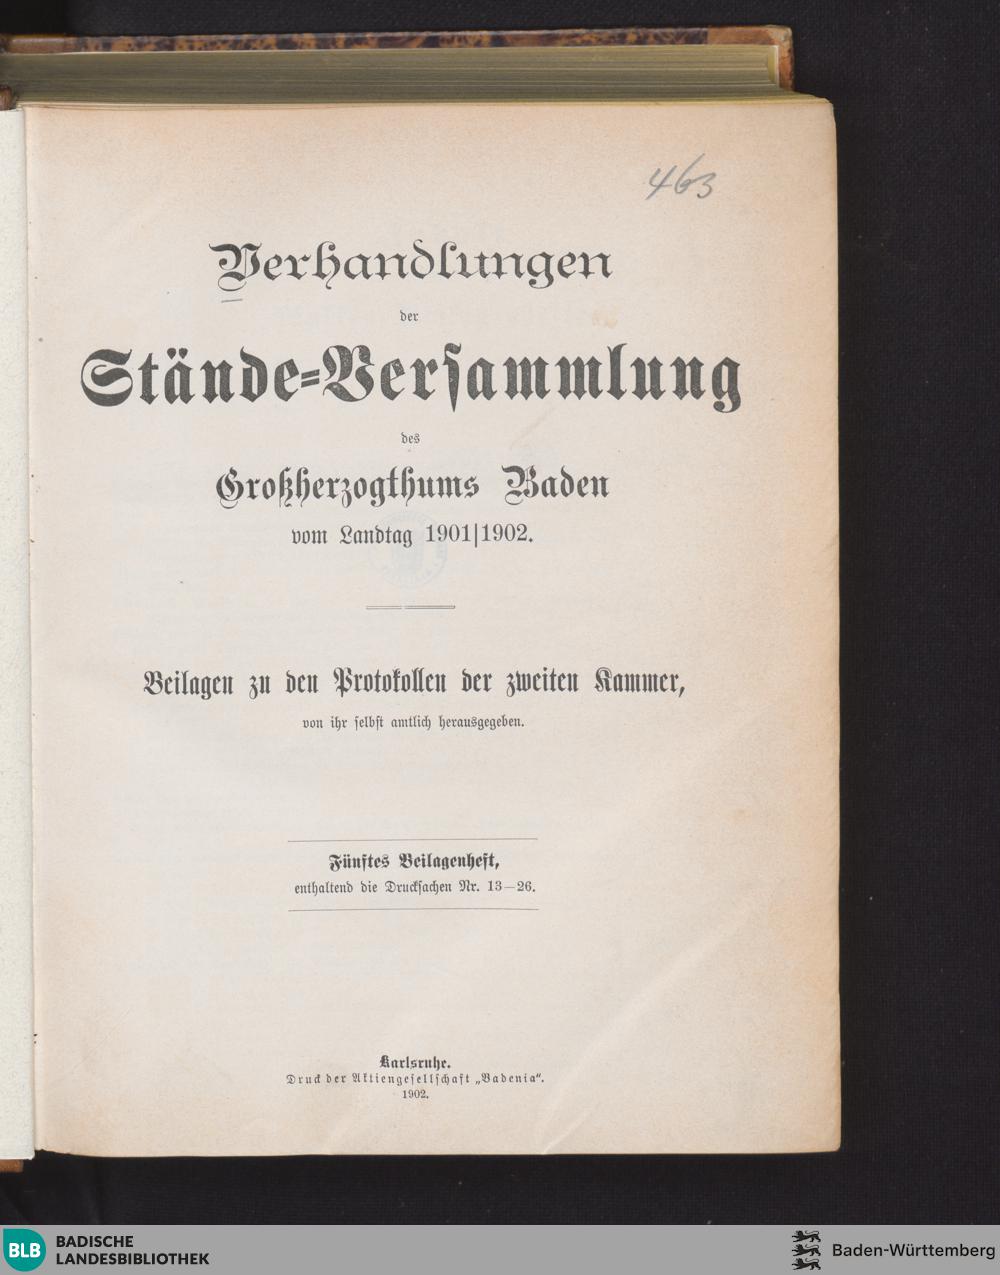 463
Verhandlungen
der
Stände-Versammlung
des
Großherzogthums Baden
vom Landtag 1901|1902.
Beilagen zu den Protokollen der zweiten Kammer,
von ihr selbst amtlich herausgegeben.
Fünftes Beilagenheft,
enthaltend die Drucksachen Nr. 13—26.
Karlsruhe.
Druck der Aktiengesellschaft „Badenia“.
1902.
BLB BADISCHE
LANDESBIBLIOTHEK
Baden-Württemberg